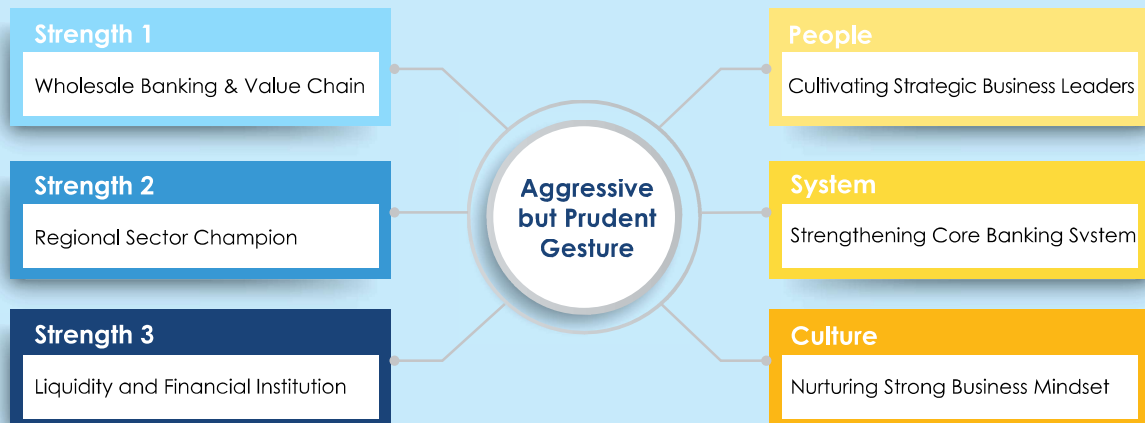 Strength 1
Wholesale Banking & Value Chain
Strength 2
Regional Sector Champion
Strength 3
Liquidity and Financial Institution
Aggressive
but Prudent
Gesture
People
Cultivating Strategic Business Leaders
System
Strengthening Core Banking System
Culture
Nurturing Strong Business Mindset